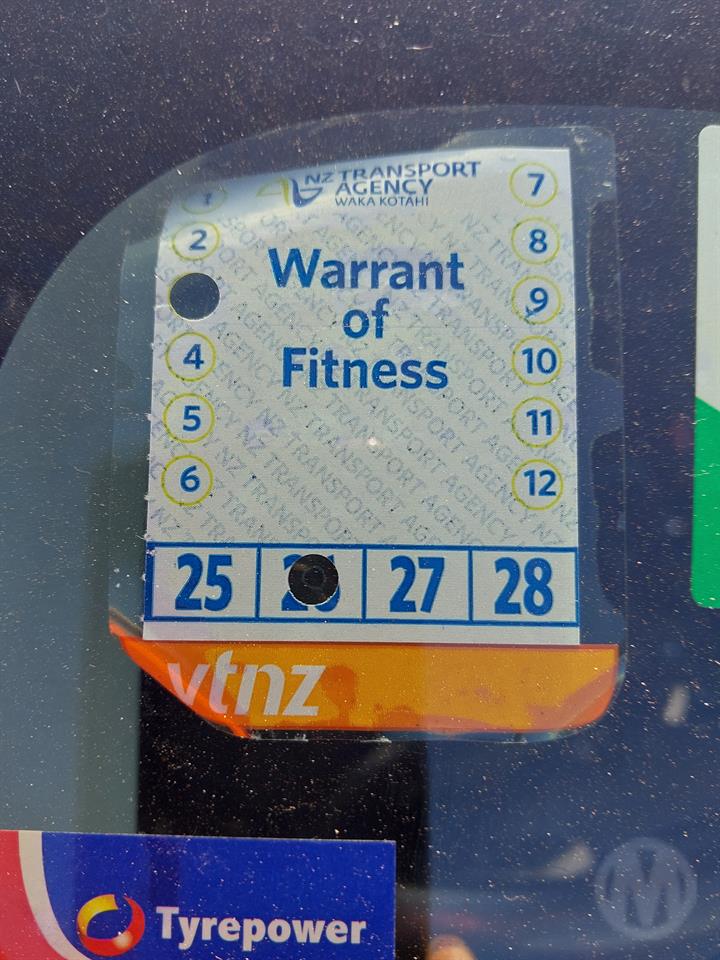 NZ TRANSPORT
AGENCY
WAKA KOTAHI
1
7
2
8
Warrant
of
Fitness
9
4
10
5
11
6
12
25
27
28
vtnz
Tyrepower
M